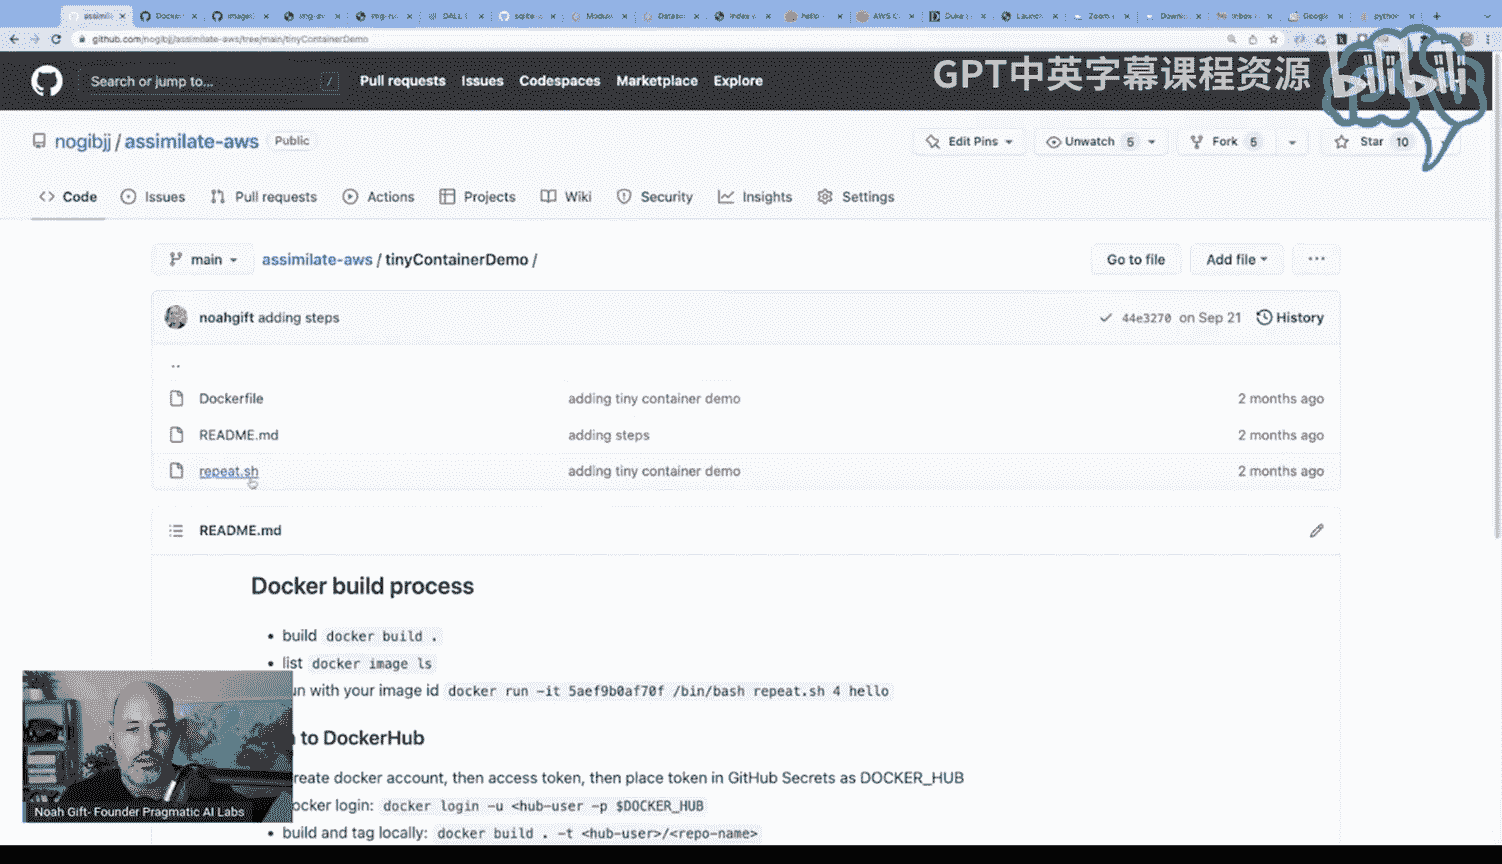 github.com/nogibjj/assimilate-aws/tree/main/tinyContainerDemo
Search or jump to... / Pull requests Issues Codespaces Marketplace Explore
GPT中英字幕课程资源 bilibili
nogibjj / assimilate-aws Public
Edit Pins Unwatch 5 Fork 5 Star 10
<> Code Issues Pull requests Actions Projects Wiki Security Insights Settings
main assimilate-aws / tinyContainerDemo / Go to file Add file ...
noahgift adding steps 44e3270 on Sep 21 History
..
Dockerfile adding tiny container demo 2 months ago
README.md adding steps 2 months ago
repeat.sh adding tiny container demo 2 months ago
README.md
Docker build process
• build docker build .
• list docker image ls
un with your image id docker run -it 5aef9b0af70f /bin/bash repeat.sh 4 hello
to DockerHub
reate docker account, then access token, then place token in GitHub Secrets as DOCKER_HUB
ocker login: docker login -u <hub-user -p $DOCKER_HUB
• build and tag locally: docker build . -t <hub-user>/<repo-name>
Noah Gift- Founder Pragmatic AI Labs